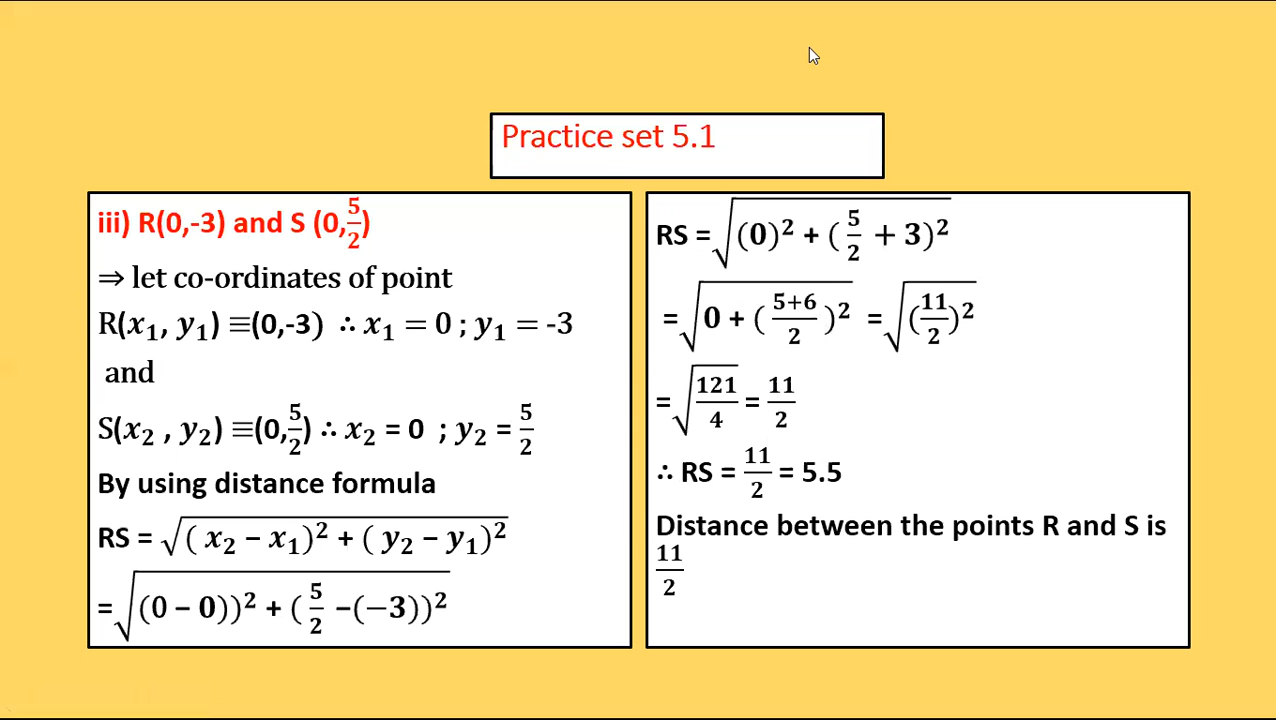 Practice set 5.1
iii) R(0,-3) and S (0,5/2)
⇒ let co-ordinates of point
R(x₁, y₁) ≡(0,-3) ∴ x₁ = 0 ; y₁ = -3
and
S(x₂ , y₂) ≡(0,5/2) ∴ x₂ = 0 ; y₂ = 5/2
By using distance formula
RS = √(( x₂ − x₁)² + ( y₂ − y₁)²)
= √((0 − 0))² + (5/2 −(−3))²
RS = √((0)² + ( 5/2 + 3)²)
= √(0 + ( (5+6)/2 )²) = √((11/2)²)
= √(121/4) = 11/2
∴ RS = 11/2 = 5.5
Distance between the points R and S is
11/2